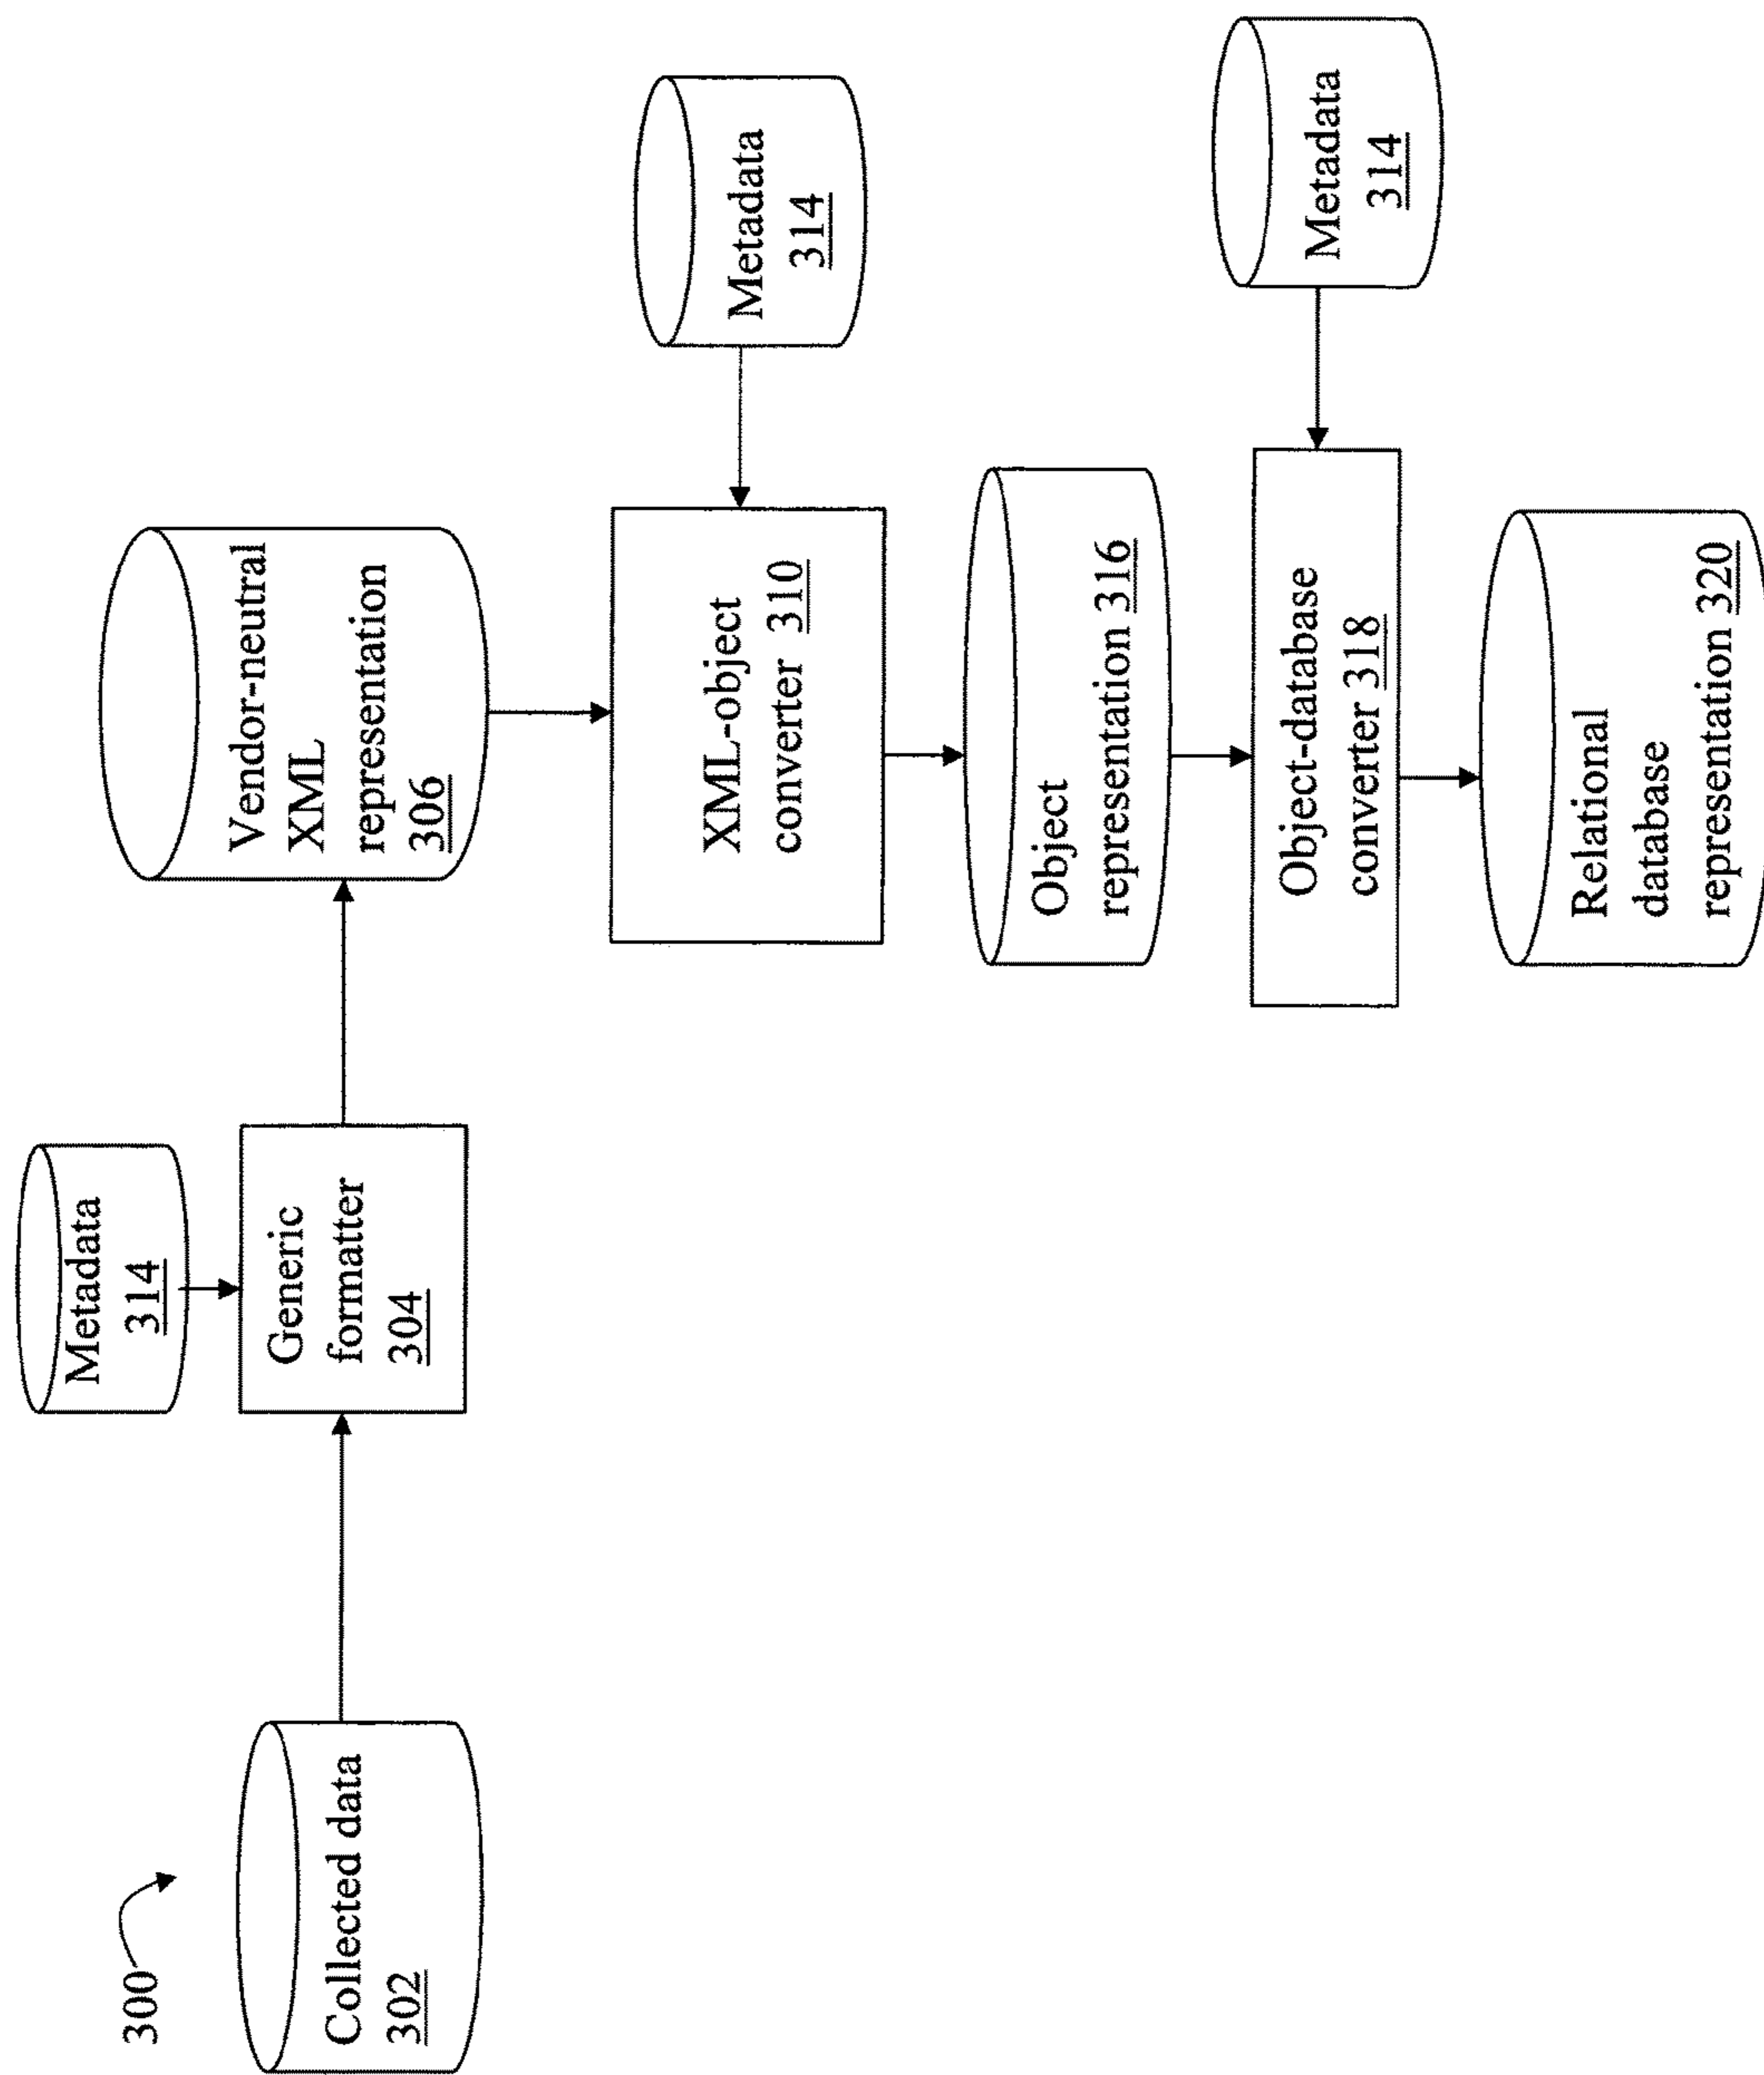 300
Collected data
302
Metadata
314
Generic
formatter
304
Vendor-neutral
XML
representation
306
XML-object
converter 310
Metadata
314
Object
representation 316
Object-database
converter 318
Metadata
314
Relational
database
representation 320